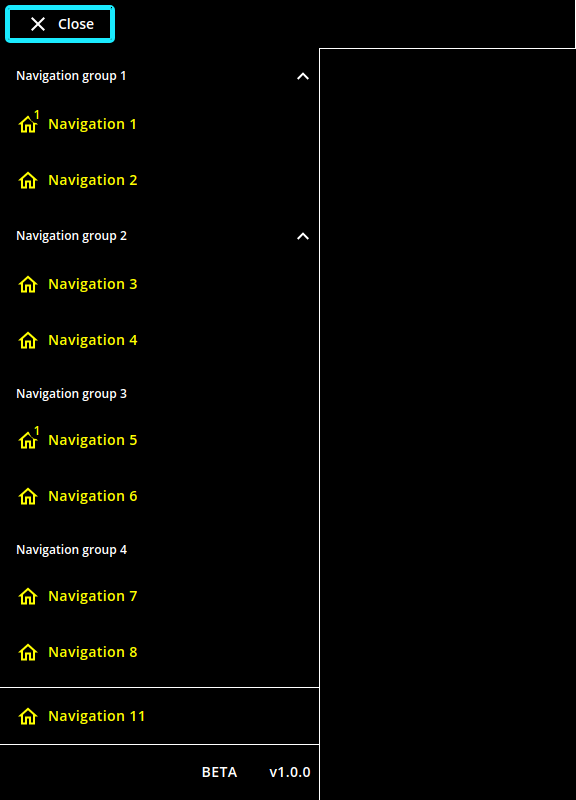 Close
Navigation group 1
1
Navigation 1
Navigation 2
Navigation group 2
Navigation 3
Navigation 4
Navigation group 3
1
Navigation 5
Navigation 6
Navigation group 4
Navigation 7
Navigation 8
Navigation 11
BETA v1.0.0